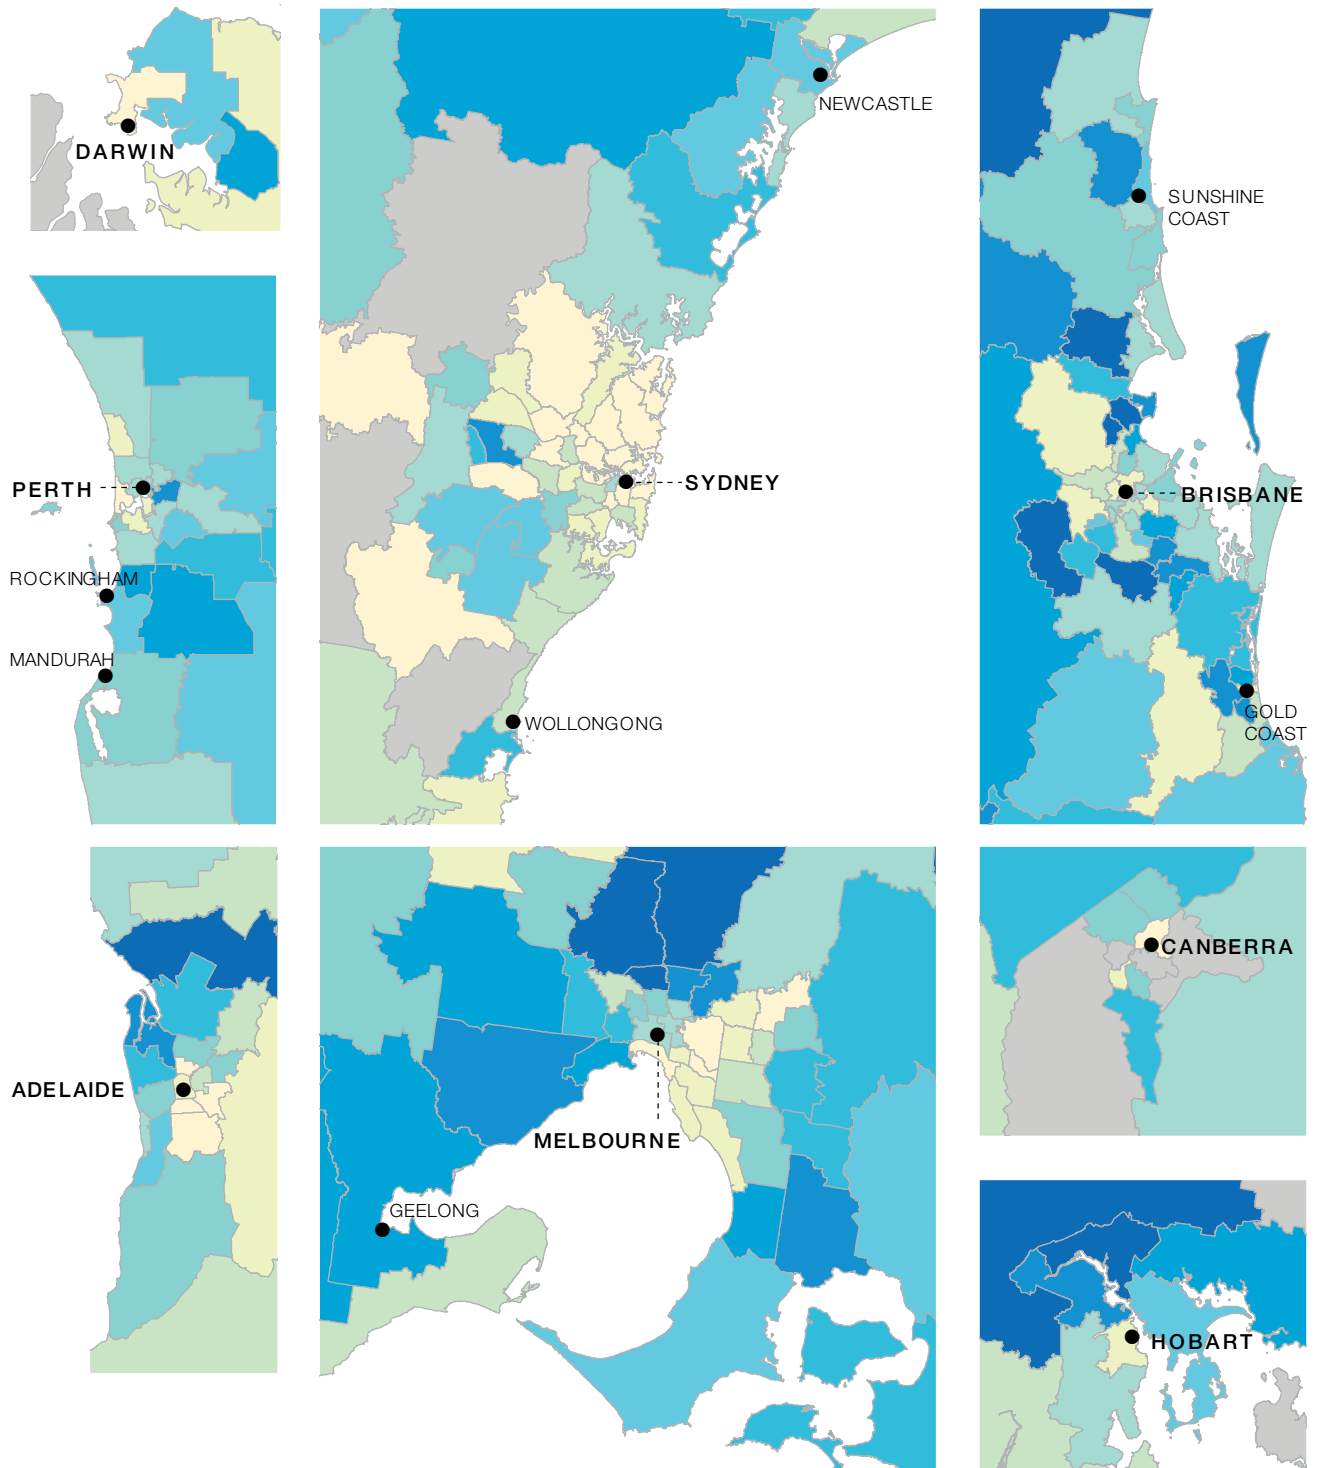 DARWIN
NEWCASTLE
SUNSHINE
COAST
PERTH
SYDNEY
BRISBANE
ROCKINGHAM
MANDURAH
WOLLONGONG
GOLD
COAST
ADELAIDE
MELBOURNE
GEELONG
CANBERRA
HOBART